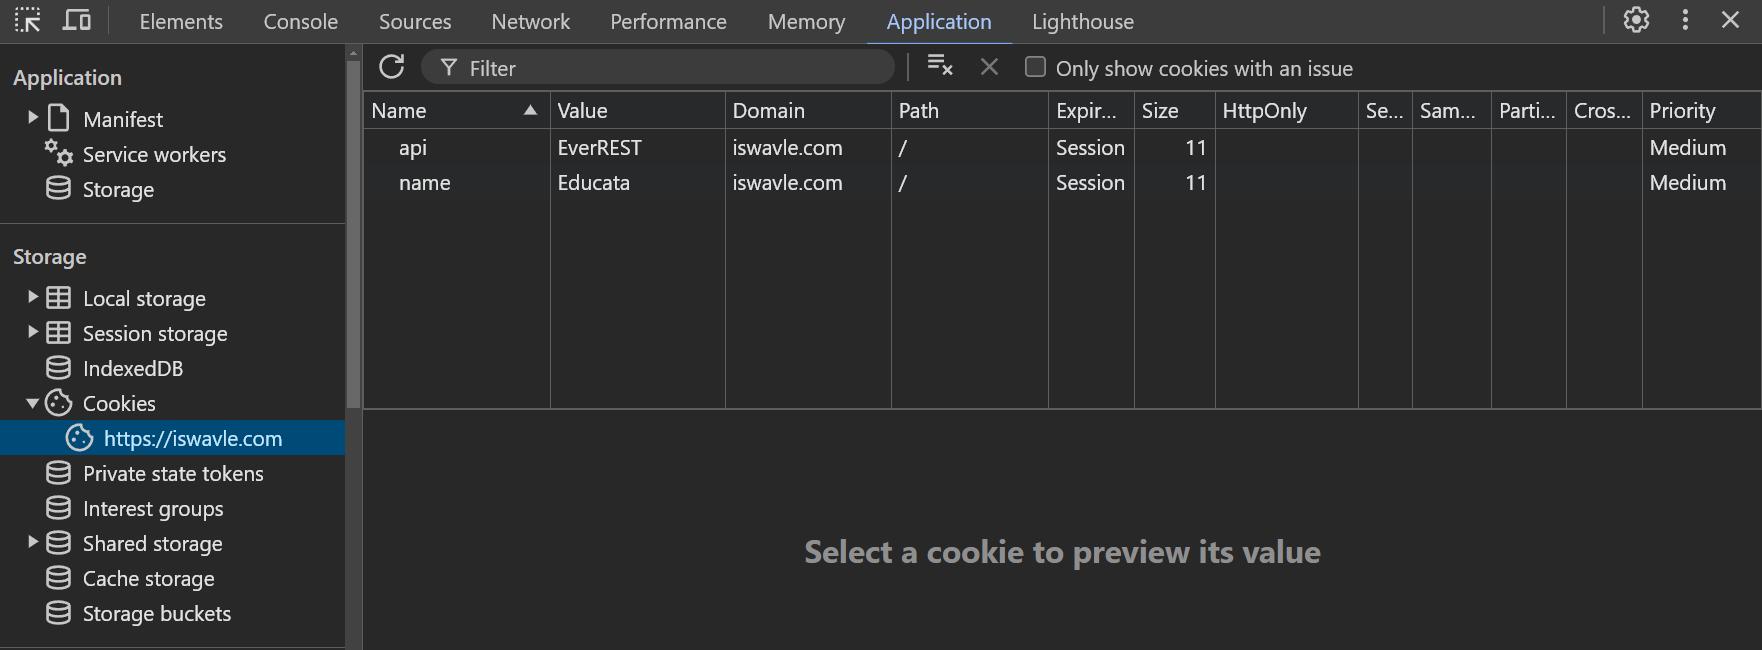 Elements Console Sources Network Performance Memory Application Lighthouse
Application
Manifest
Service workers
Storage
Storage
Local storage
Session storage
IndexedDB
Cookies
https://iswavle.com
Private state tokens
Interest groups
Shared storage
Cache storage
Storage buckets
Filter Only show cookies with an issue
Name Value Domain Path Expir... Size HttpOnly Se... Sam... Parti... Cros... Priority
api EverREST iswavle.com / Session 11 Medium
name Educata iswavle.com / Session 11 Medium
Select a cookie to preview its value